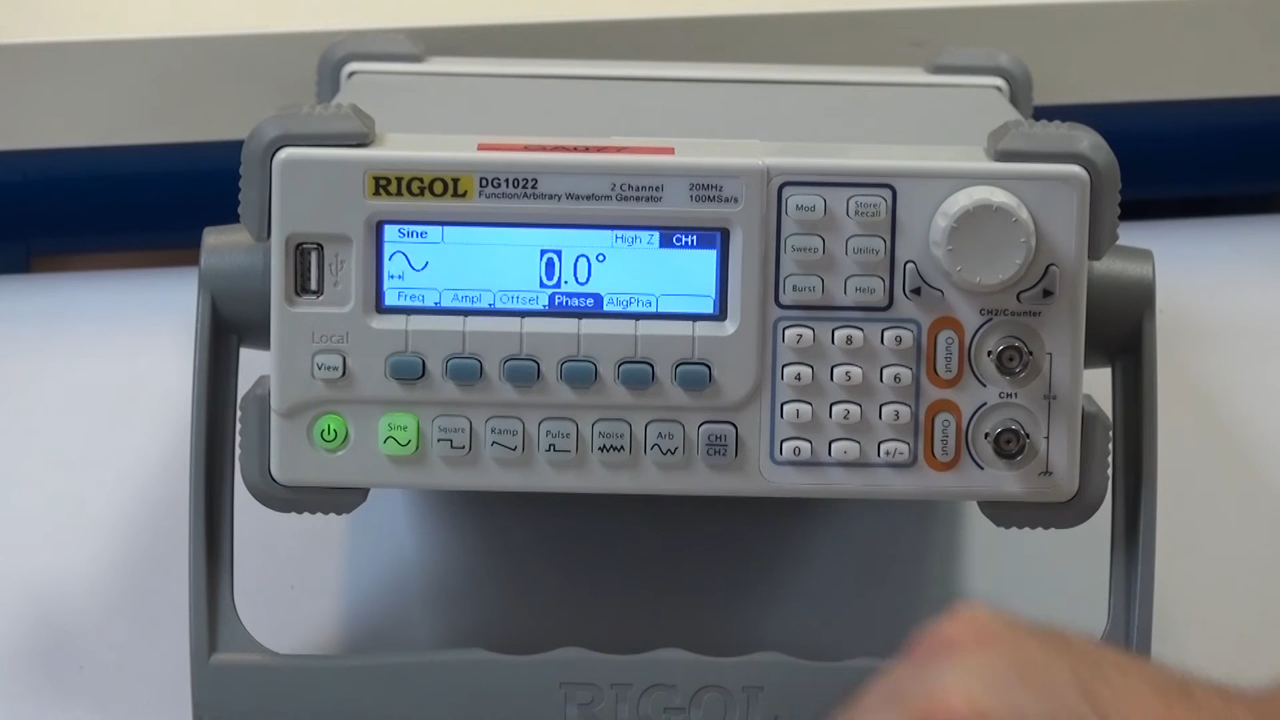 GA077
RIGOL DG1022 2 Channel 20MHz
Function/Arbitrary Waveform Generator 100MSa/s
Sine High Z CH1
0.0°
Freq Ampl Offset Phase AligPha
Local
View
Sine Square Ramp Pulse Noise Arb CH1
CH2
Mod Store/
Recall
Sweep Utility
Burst Help
7 8 9
4 5 6
1 2 3
0 . +/-
CH2/Counter
Output
CH1
Output
RIGOL